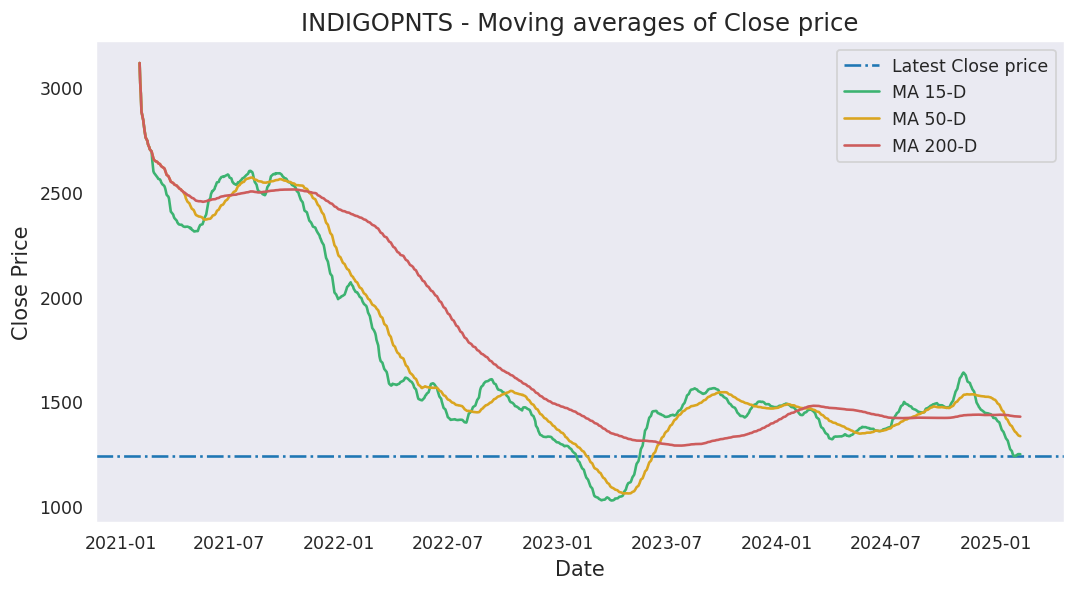 INDIGOPNTS - Moving averages of Close price
Latest Close price
MA 15-D
MA 50-D
MA 200-D
Close Price
3000
2500
2000
1500
1000
2021-01 2021-07 2022-01 2022-07 2023-01 2023-07 2024-01 2024-07 2025-01
Date